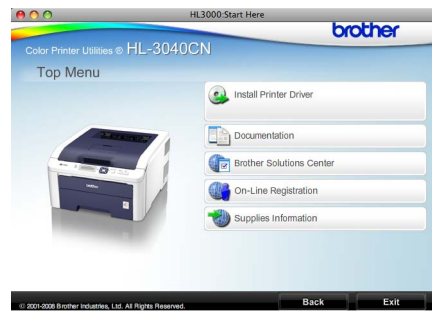 HL3000:Start Here
brother
Color Printer Utilities ® HL-3040CN
Top Menu
Install Printer Driver
Documentation
Brother Solutions Center
On-Line Registration
Supplies Information
brother
© 2001-2008 Brother Industries, Ltd. All Rights Reserved.
Back
Exit